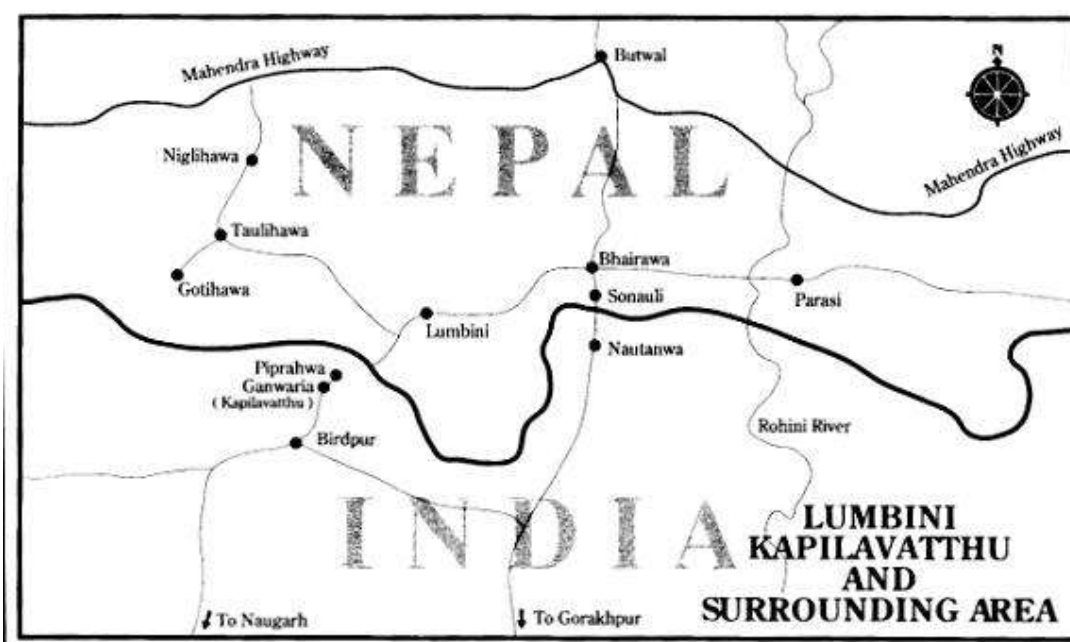 Butwal
N
Mahendra Highway
NEPAL
Niglihawa
Mahendra Highway
Taulihawa
Bhairawa
Gotihawa
Sonauli
Parasi
Lumbini
Nautanwa
Piprahwa
Ganwaria
( Kapilavatthu )
Rohini River
Birdpur
INDIA
LUMBINI
KAPILAVATTHU
AND
SURROUNDING AREA
To Naugarh
To Gorakhpur